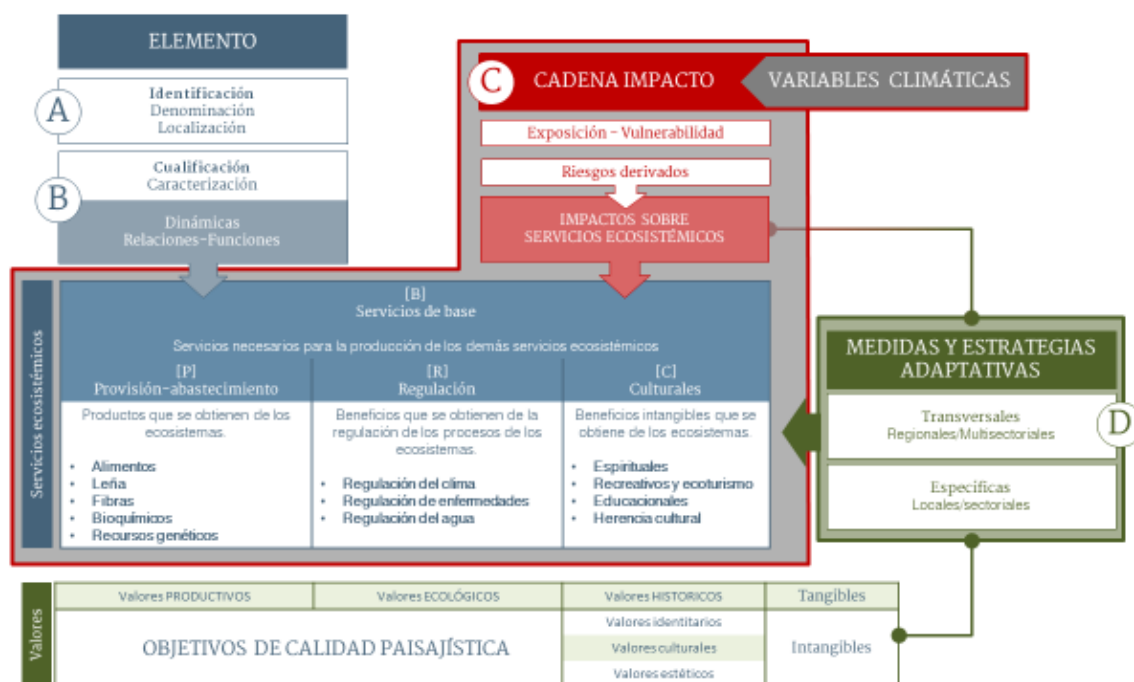 ELEMENTO
A
Identificación
Denominación
Localización
B
Cualificación
Caracterización
Dinámicas
Relaciones-Funciones
C
CADENA IMPACTO
VARIABLES CLIMÁTICAS
Exposición - Vulnerabilidad
Riesgos derivados
IMPACTOS SOBRE
SERVICIOS ECOSISTÉMICOS
Servicios ecosistémicos
[B]
Servicios de base
Servicios necesarios para la producción de los demás servicios ecosistémicos
[P]
Provisión-abastecimiento
Productos que se obtienen de los
ecosistemas.
• Alimentos
• Leña
• Fibras
• Bioquímicos
• Recursos genéticos
[R]
Regulación
Beneficios que se obtienen de la
regulación de los procesos de los
ecosistemas.
• Regulación del clima
• Regulación de enfermedades
• Regulación del agua
[C]
Culturales
Beneficios intangibles que se
obtiene de los ecosistemas.
• Espirituales
• Recreativos y ecoturismo
• Educacionales
• Herencia cultural
MEDIDAS Y ESTRATEGIAS
ADAPTATIVAS
D
Transversales
Regionales/Multisectoriales
Específicas
Locales/sectoriales
Valores
Valores PRODUCTIVOS
Valores ECOLÓGICOS
Valores HISTORICOS
Tangibles
OBJETIVOS DE CALIDAD PAISAJÍSTICA
Valores identitarios
Valores culturales
Valores estéticos
Intangibles